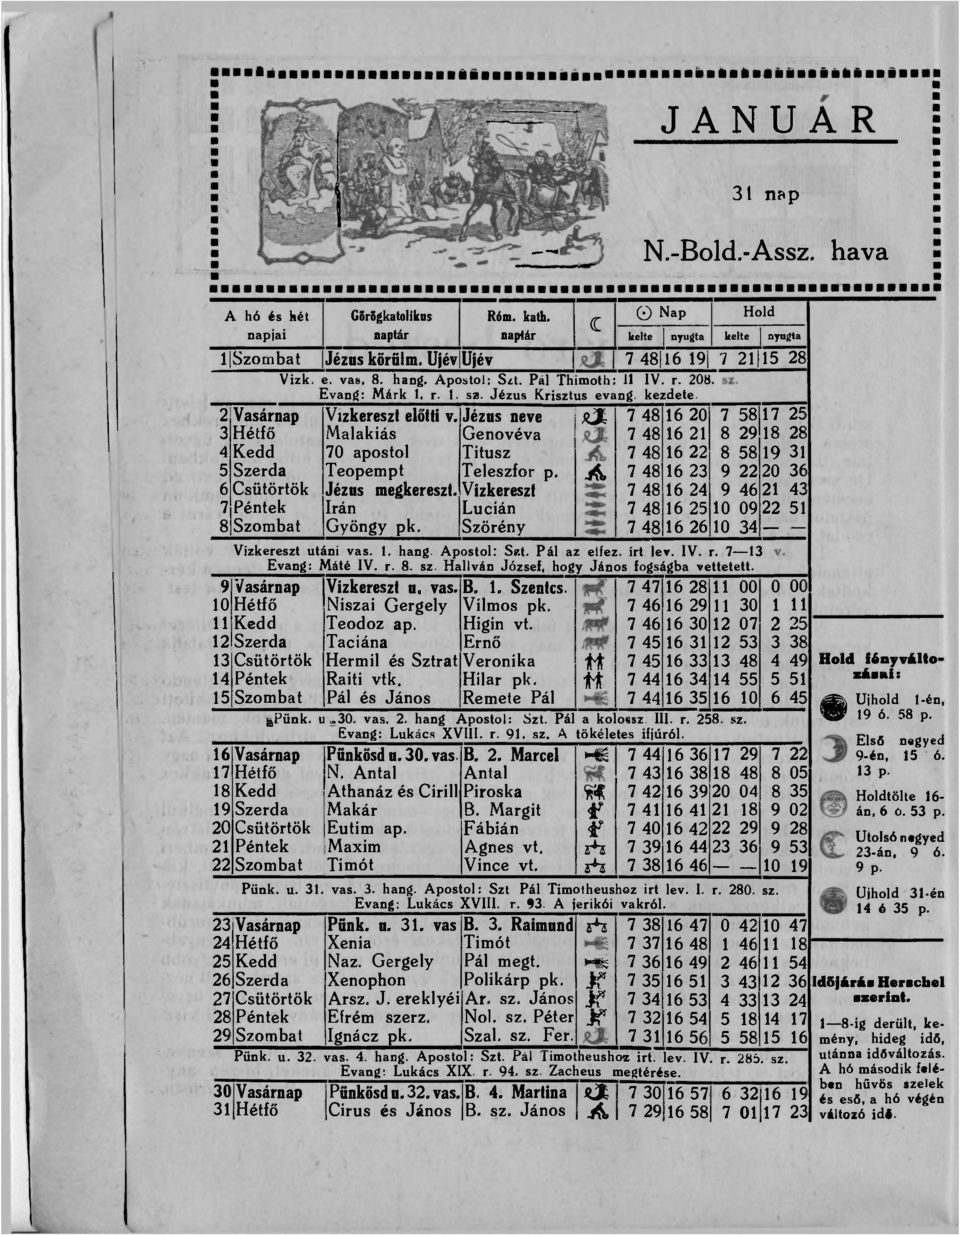 JANUÁR
31 nap
N.-Bold.-Assz. hava
A hó és hét napjai Görögkatolikus naptár Róm. kath. naptár ☾ ☉ Nap kelte nyugta Hold kelte nyugta
1 Szombat Jézus körülm. Ujév Ujév 7 48 16 19 7 21 15 28
Vizk. e. vas. 8. hang. Apostol: Szt. Pál Thimoth: II IV. r. 208. sz.
Evang: Márk 1. r. 1. sz. Jézus Krisztus evang. kezdete.
2 Vasárnap Vizkereszt előtti v. Jézus neve 7 48 16 20 7 58 17 25
3 Hétfő Malakiás Genovéva 7 48 16 21 8 29 18 28
4 Kedd 70 apostol Titusz 7 48 16 22 8 58 19 31
5 Szerda Teopempt Teleszfor p. 7 48 16 23 9 22 20 36
6 Csütörtök Jézus megkereszt. Vizkereszt 7 48 16 24 9 46 21 43
7 Péntek Irán Lucián 7 48 16 25 10 09 22 51
8 Szombat Gyöngy pk. Szörény 7 48 16 26 10 34 — —
Vizkereszt utáni vas. 1. hang. Apostol: Szt. Pál az effez. írt lev. IV. r. 7—13 v.
Evang: Máté IV. r. 8. sz. Hallván József, hogy János fogságba vettetett.
9 Vasárnap Vizkereszt u. vas. B. 1. Szentcs. 7 47 16 28 11 00 0 00
10 Hétfő Niszai Gergely Vilmos pk. 7 46 16 29 11 30 1 11
11 Kedd Teodoz ap. Higin vt. 7 46 16 30 12 07 2 25
12 Szerda Taciána Ernő 7 45 16 31 12 53 3 38
13 Csütörtök Hermil és Sztrat Veronika 7 45 16 33 13 48 4 49
14 Péntek Raiti vtk. Hilar pk. 7 44 16 34 14 55 5 51
15 Szombat Pál és János Remete Pál 7 44 16 35 16 10 6 45
Pünk. u. 30. vas. 2. hang Apostol: Szt. Pál a kolossz. III. r. 258. sz.
Evang: Lukács XVIII. r. 91. sz. A tökéletes ifjúról.
16 Vasárnap Pünkösd u. 30. vas. B. 2. Marcel 7 44 16 36 17 29 7 22
17 Hétfő N. Antal Antal 7 43 16 38 18 48 8 05
18 Kedd Athanáz és Cirill Piroska 7 42 16 39 20 04 8 35
19 Szerda Makár B. Margit 7 41 16 41 21 18 9 02
20 Csütörtök Eutim ap. Fábián 7 40 16 42 22 29 9 28
21 Péntek Maxim Agnes vt. 7 39 16 44 23 36 9 53
22 Szombat Timót Vince vt. 7 38 16 46 — — 10 19
Pünk. u. 31. vas. 3. hang. Apostol: Szt Pál Timotheushoz irt lev. I. r. 280. sz.
Evang: Lukács XVIII. r. 93. A jerikói vakról.
23 Vasárnap Pünk. u. 31. vas B. 3. Raimund 7 38 16 47 0 42 10 47
24 Hétfő Xenia Timót 7 37 16 48 1 46 11 18
25 Kedd Naz. Gergely Pál megt. 7 36 16 49 2 46 11 54
26 Szerda Xenophon Polikárp pk. 7 35 16 51 3 43 12 36
27 Csütörtök Arsz. J. ereklyéi Ar. sz. János 7 34 16 53 4 33 13 24
28 Péntek Efrém szerz. Nol. sz. Péter 7 32 16 54 5 18 14 17
29 Szombat Ignácz pk. Szal. sz. Fer. 7 31 16 56 5 58 15 16
Pünk. u. 32. vas. 4. hang. Apostol: Szt. Pál Timotheushoz irt. lev. IV. r. 285. sz.
Evang: Lukács XIX. r. 94. sz. Zacheus megtérése.
30 Vasárnap Pünkösd u. 32. vas. B. 4. Martina 7 30 16 57 6 32 16 19
31 Hétfő Cirus és János B. sz. János 7 29 16 58 7 01 17 23
Hold fényválto-
zásai:
Ujhold 1-én,
19 ó. 58 p.
Első negyed
9-én, 15 ó.
13 p.
Holdtölte 16-
án, 6 o. 53 p.
Utolsó negyed
23-án, 9 ó.
9 p.
Ujhold 31-én
14 ó 35 p.
Időjárás Herschel
szerint.
1—8-ig derült, ke-
mény, hideg idő,
utánna időváltozás.
A hó második felé-
ben hűvös szelek
és eső, a hó végén
változó idő.